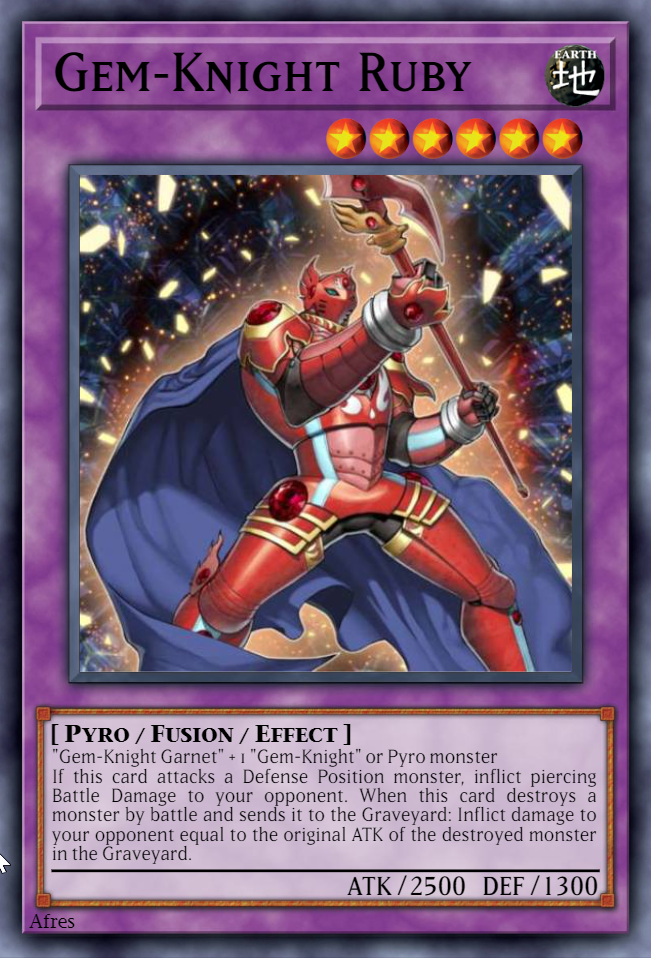 Gem-Knight Ruby
EARTH
地
[ Pyro / Fusion / Effect ]
"Gem-Knight Garnet" + 1 "Gem-Knight" or Pyro monster
If this card attacks a Defense Position monster, inflict piercing
Battle Damage to your opponent. When this card destroys a
monster by battle and sends it to the Graveyard: Inflict damage to
your opponent equal to the original ATK of the destroyed monster
in the Graveyard.
ATK / 2500 DEF / 1300
Afres